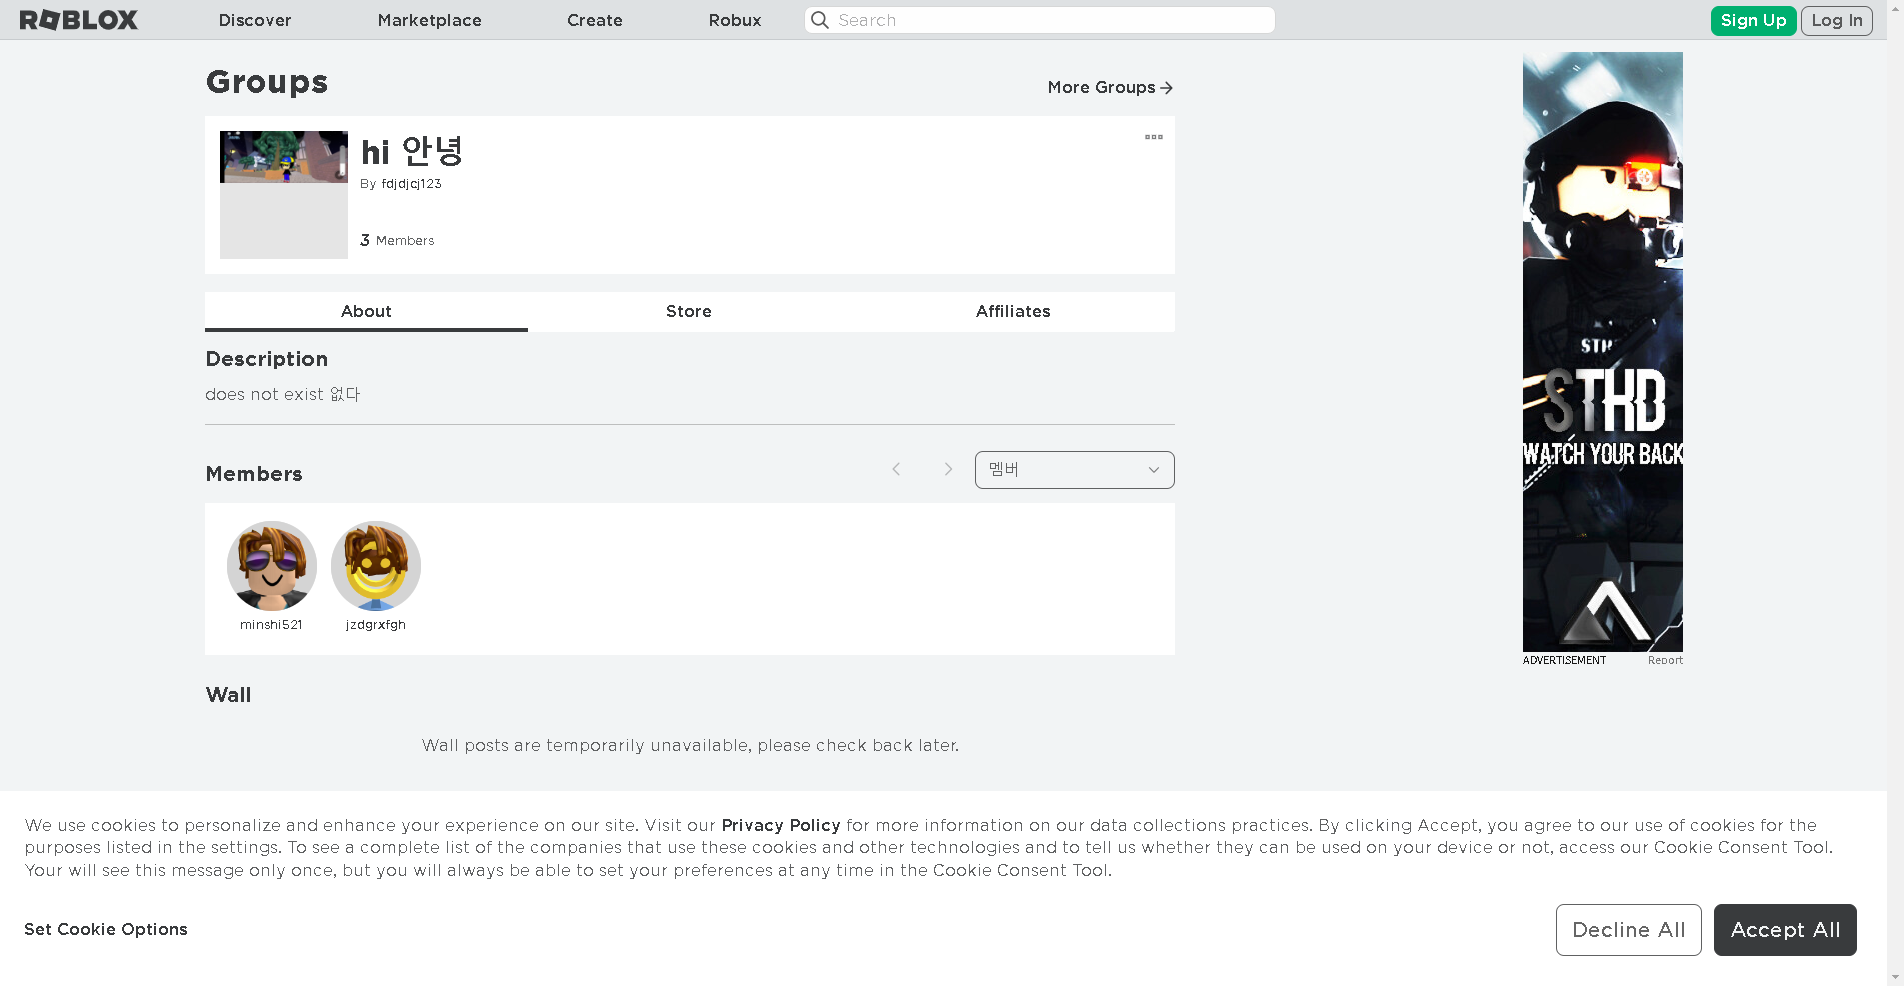 ROBLOX Discover Marketplace Create Robux Search Sign Up Log In
Groups
More Groups
hi 안녕
By fdjdjcj123
3 Members
About Store Affiliates
Description
does not exist 없다
Members
멤버
minshi521 jzdgrxfgh
Wall
Wall posts are temporarily unavailable, please check back later.
STHD
WATCH YOUR BACK
ADVERTISEMENT Report
We use cookies to personalize and enhance your experience on our site. Visit our Privacy Policy for more information on our data collections practices. By clicking Accept, you agree to our use of cookies for the
purposes listed in the settings. To see a complete list of the companies that use these cookies and other technologies and to tell us whether they can be used on your device or not, access our Cookie Consent Tool.
Your will see this message only once, but you will always be able to set your preferences at any time in the Cookie Consent Tool.
Set Cookie Options
Decline All Accept All